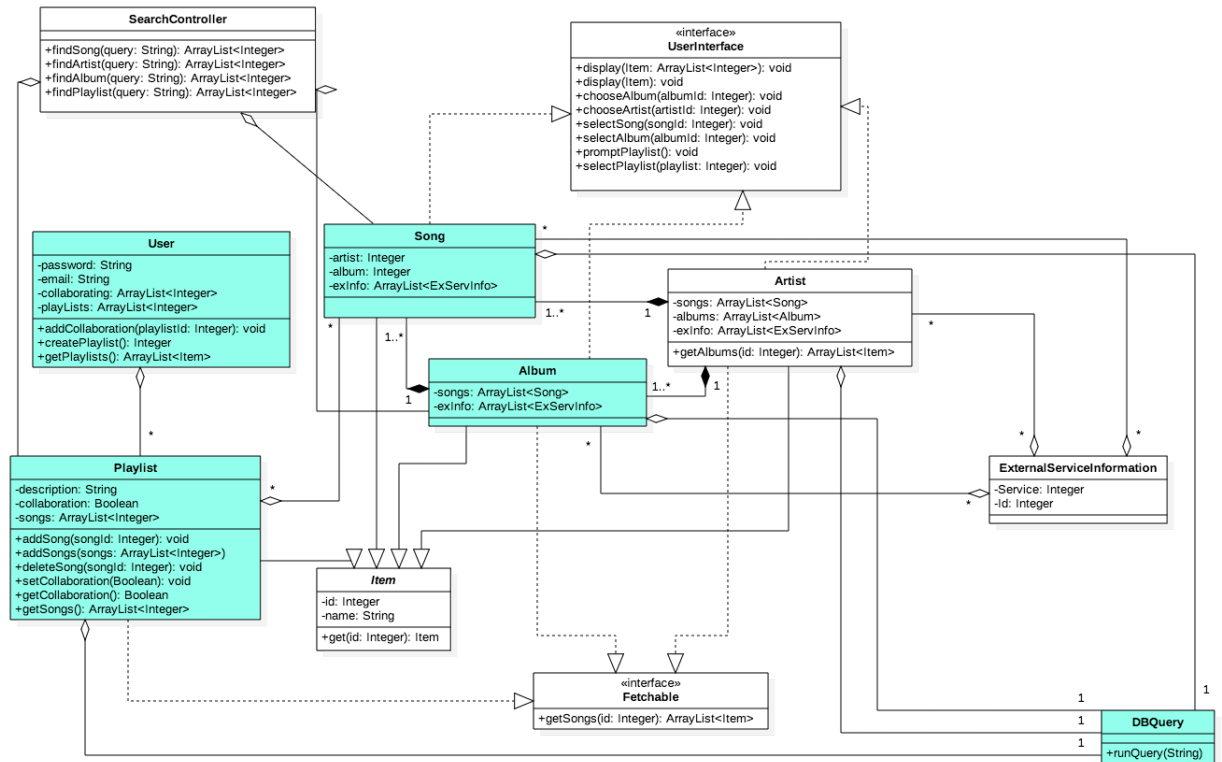 SearchController
+findSong(query: String): ArrayList<Integer>
+findArtist(query: String): ArrayList<Integer>
+findAlbum(query: String): ArrayList<Integer>
+findPlaylist(query: String): ArrayList<Integer>
«interface»
UserInterface
+display(Item: ArrayList<Integer>): void
+display(Item): void
+chooseAlbum(albumId: Integer): void
+chooseArtist(artistId: Integer): void
+selectSong(songId: Integer): void
+selectAlbum(albumId: Integer): void
+promptPlaylist(): void
+selectPlaylist(playlist: Integer): void
User
-password: String
-email: String
-collaborating: ArrayList<Integer>
-playLists: ArrayList<Integer>
+addCollaboration(playlistId: Integer): void
+createPlaylist(): Integer
+getPlaylists(): ArrayList<Item>
Song
-artist: Integer
-album: Integer
-exInfo: ArrayList<ExServInfo>
*
Artist
-songs: ArrayList<Song>
-albums: ArrayList<Album>
-exInfo: ArrayList<ExServInfo>
+getAlbums(id: Integer): ArrayList<Item>
1..*
1
*
*
1..*
Album
-songs: ArrayList<Song>
-exInfo: ArrayList<ExServInfo>
1
1..*
1
*
*
*
*
Playlist
-description: String
-collaboration: Boolean
-songs: ArrayList<Integer>
+addSong(songId: Integer): void
+addSongs(songs: ArrayList<Integer>)
+deleteSong(songId: Integer): void
+setCollaboration(Boolean): void
+getCollaboration(): Boolean
+getSongs(): ArrayList<Integer>
*
ExternalServiceInformation
-Service: Integer
-Id: Integer
*
Item
-id: Integer
-name: String
+get(id: Integer): Item
«interface»
Fetchable
+getSongs(id: Integer): ArrayList<Item>
1
1
1
1
DBQuery
+runQuery(String)